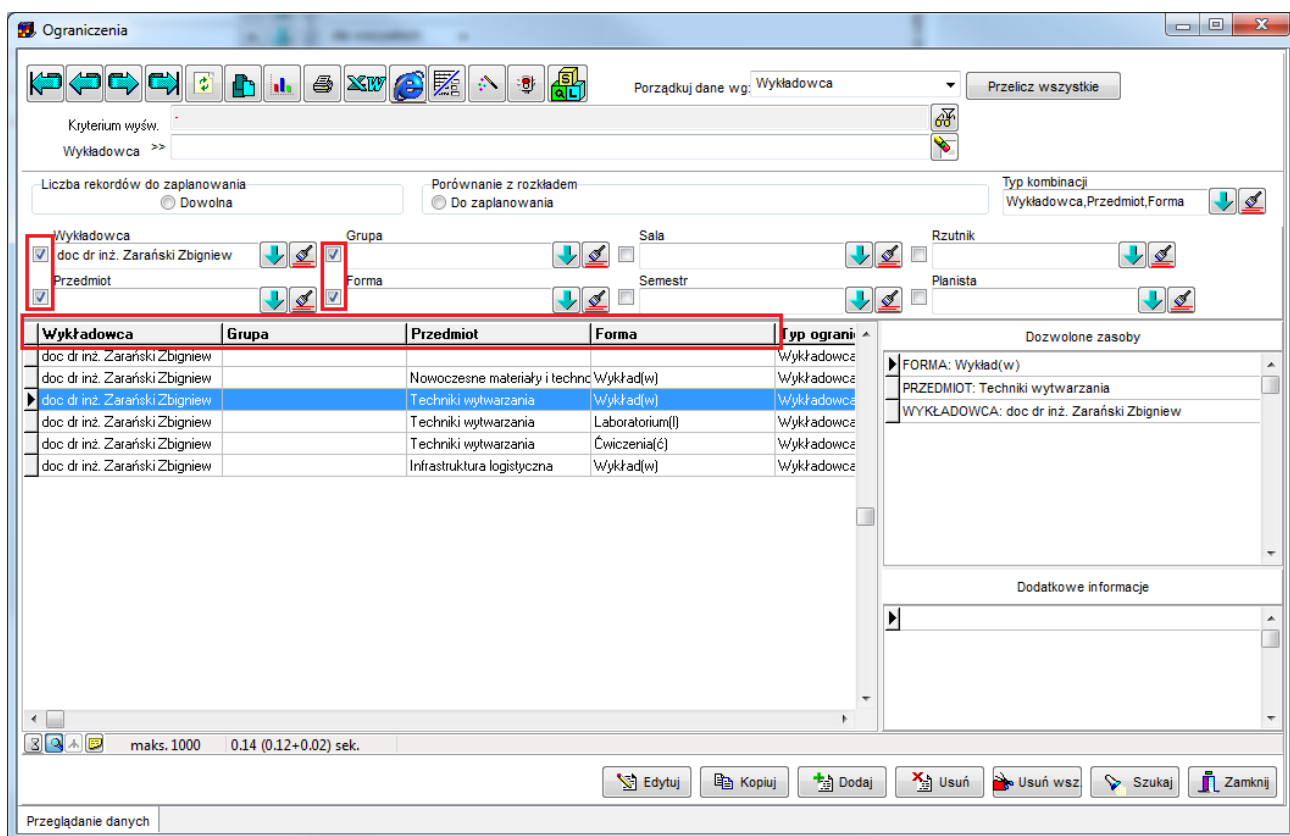 Ograniczenia
XW SQL Porządkuj dane wg: Wykładowca Przelicz wszystkie
Kryterium wyśw. -
Wykładowca >>
Liczba rekordów do zaplanowania Porównanie z rozkładem Typ kombinacji
Dowolna Do zaplanowania Wykładowca,Przedmiot,Forma
Wykładowca Grupa Sala Rzutnik
doc dr inż. Zarański Zbigniew
Przedmiot Forma Semestr Planista
Wykładowca Grupa Przedmiot Forma Typ ograni Dozwolone zasoby
doc dr inż. Zarański Zbigniew Wykładowca
FORMA: Wykład(w)
doc dr inż. Zarański Zbigniew Nowoczesne materiały i techno Wykład(w) Wykładowca
PRZEDMIOT: Techniki wytwarzania
doc dr inż. Zarański Zbigniew Techniki wytwarzania Wykład(w) Wykładowca
WYKŁADOWCA: doc dr inż. Zarański Zbigniew
doc dr inż. Zarański Zbigniew Techniki wytwarzania Laboratorium(l) Wykładowca
doc dr inż. Zarański Zbigniew Techniki wytwarzania Ćwiczenia(ć) Wykładowca
doc dr inż. Zarański Zbigniew Infrastruktura logistyczna Wykład(w) Wykładowca
Dodatkowe informacje
maks. 1000 0.14 (0.12+0.02) sek.
Edytuj Kopiuj Dodaj Usuń Usuń wsz Szukaj Zamknij
Przeglądanie danych